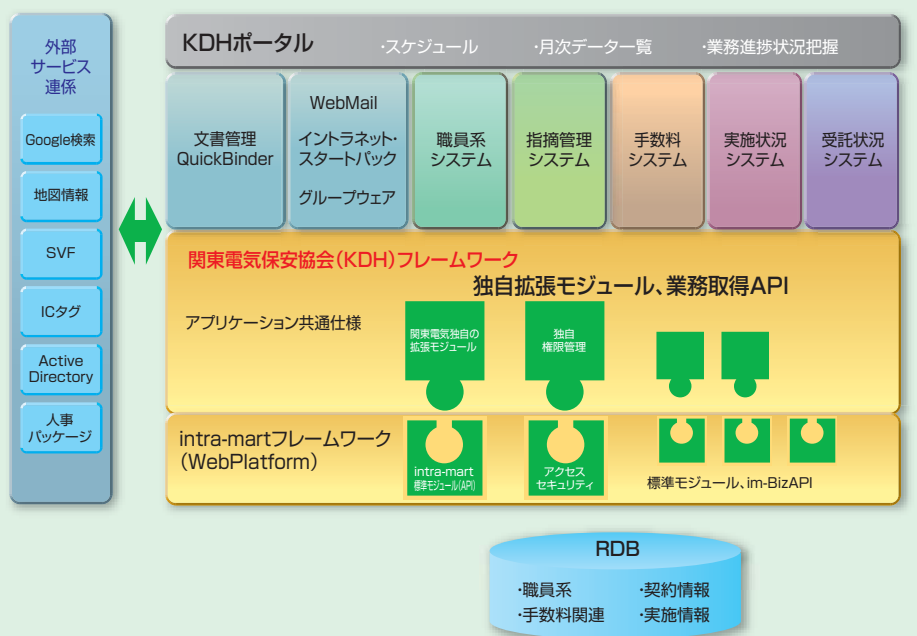 外部
サービス
連係
Google検索
地図情報
SVF
ICタグ
Active
Directory
人事
パッケージ
KDHポータル ・スケジュール ・月次データ一覧 ・業務進捗状況把握
文書管理
QuickBinder
WebMail
イントラネット・
スタートパック
グループウェア
職員系
システム
指摘管理
システム
手数料
システム
実施状況
システム
受託状況
システム
関東電気保安協会(KDH)フレームワーク
独自拡張モジュール、業務取得API
アプリケーション共通仕様
関東電気独自の
拡張モジュール
独自
権限管理
intra-martフレームワーク
(WebPlatform)
intra-mart
標準モジュール(API)
アクセス
セキュリティ
標準モジュール、im-BizAPI
RDB
・職員系 ・契約情報
・手数料関連 ・実施情報